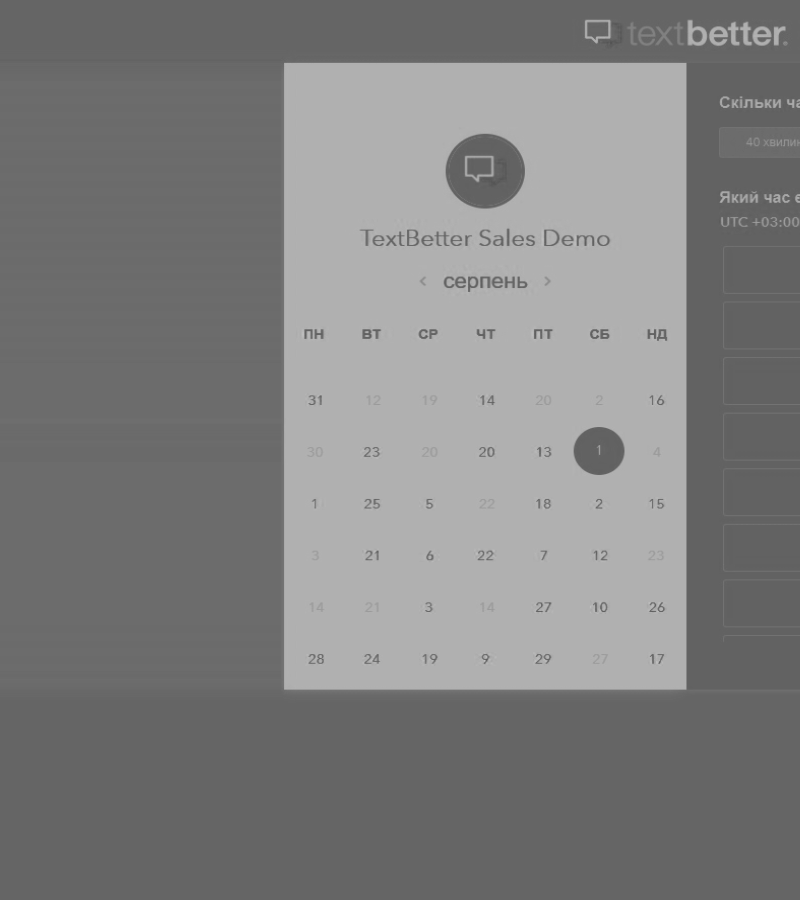 textbetter.
TextBetter Sales Demo
‹ серпень ›
ПН ВТ СР ЧТ ПТ СБ НД
31 12 19 14 20 2 16
30 23 20 20 13 1 4
1 25 5 22 18 2 15
3 21 6 22 7 12 23
14 21 3 14 27 10 26
28 24 19 9 29 27 17
Скільки ча
40 хвилин
Який час є
UTC +03:00